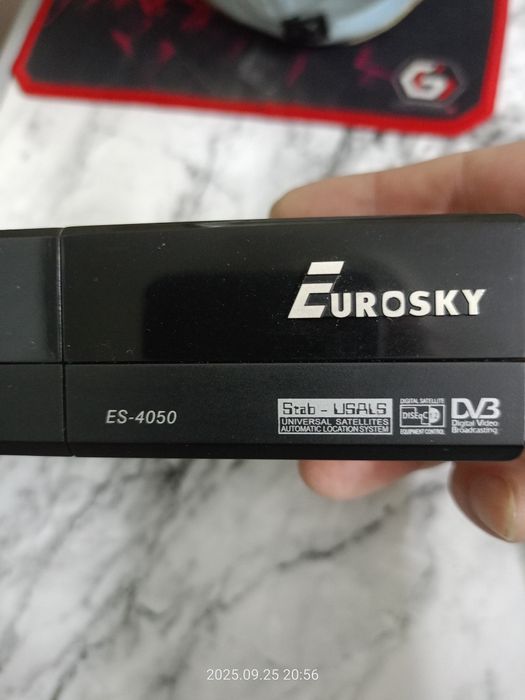 G
EUROSKY
ES-4050
Stab - USALS
UNIVERSAL SATELLITES
AUTOMATIC LOCATION SYSTEM
DIGITAL SATELLITE
DiSEqC
EQUIPMENT CONTROL
DVB
Digital Video
Broadcasting
2025.09.25 20:56